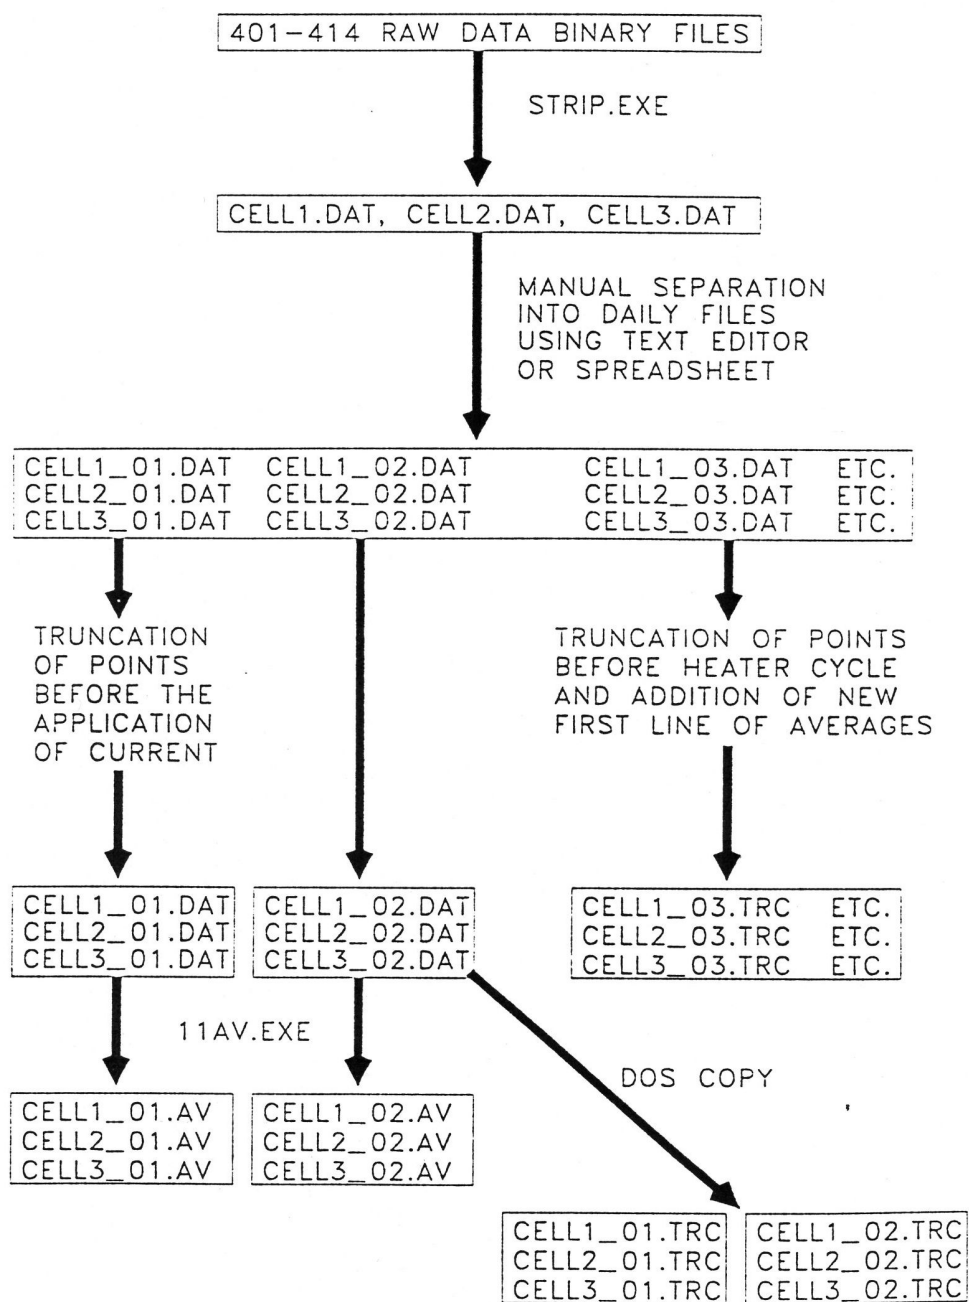 401-414 RAW DATA BINARY FILES
STRIP.EXE
CELL1.DAT, CELL2.DAT, CELL3.DAT
MANUAL SEPARATION
INTO DAILY FILES
USING TEXT EDITOR
OR SPREADSHEET
CELL1_01.DAT CELL1_02.DAT CELL1_03.DAT ETC.
CELL2_01.DAT CELL2_02.DAT CELL2_03.DAT ETC.
CELL3_01.DAT CELL3_02.DAT CELL3_03.DAT ETC.
TRUNCATION
OF POINTS
BEFORE THE
APPLICATION
OF CURRENT
TRUNCATION OF POINTS
BEFORE HEATER CYCLE
AND ADDITION OF NEW
FIRST LINE OF AVERAGES
CELL1_01.DAT
CELL2_01.DAT
CELL3_01.DAT
CELL1_02.DAT
CELL2_02.DAT
CELL3_02.DAT
CELL1_03.TRC ETC.
CELL2_03.TRC ETC.
CELL3_03.TRC ETC.
11AV.EXE
DOS COPY
CELL1_01.AV
CELL2_01.AV
CELL3_01.AV
CELL1_02.AV
CELL2_02.AV
CELL3_02.AV
CELL1_01.TRC
CELL2_01.TRC
CELL3_01.TRC
CELL1_02.TRC
CELL2_02.TRC
CELL3_02.TRC